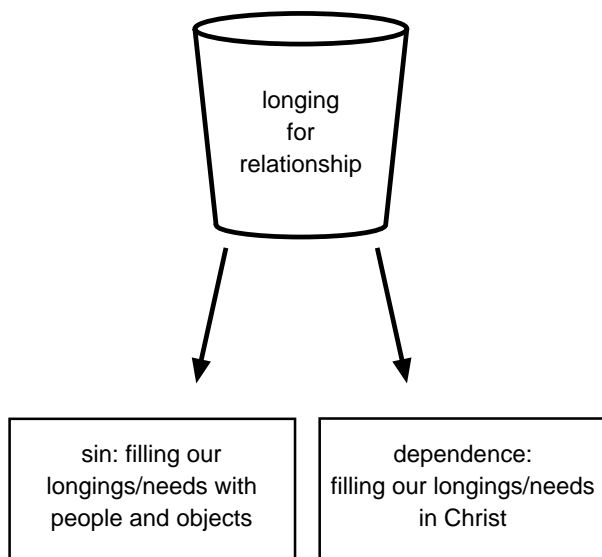 longing
for
relationship
sin: filling our
longings/needs with
people and objects
dependence:
filling our longings/needs
in Christ